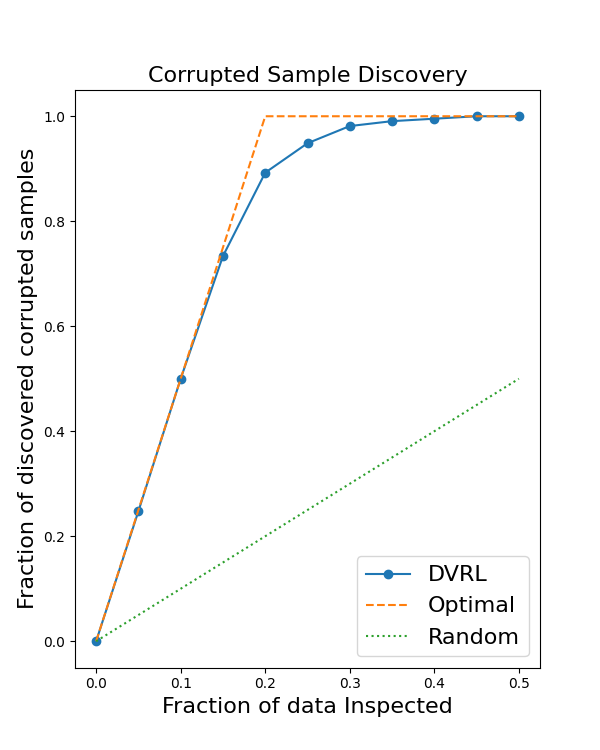 Corrupted Sample Discovery
Fraction of discovered corrupted samples
1.0
0.8
0.6
0.4
0.2
0.0
DVRL
Optimal
Random
0.0 0.1 0.2 0.3 0.4 0.5
Fraction of data Inspected